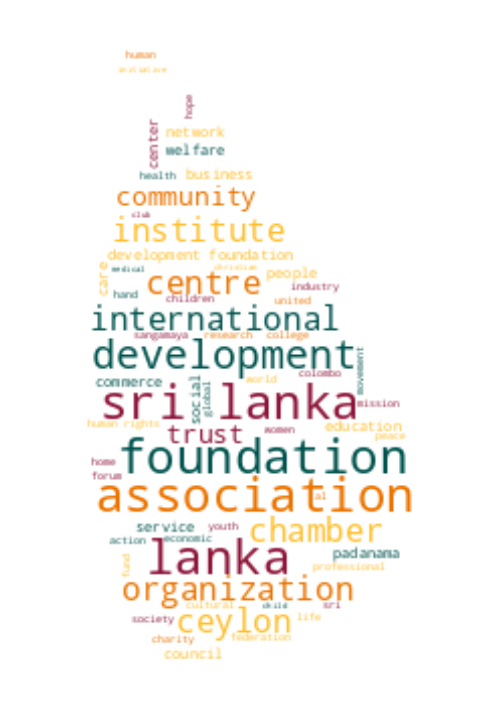 human
initiative
hope
center
network
welfare
health
business
community
club
institute
development foundation
medical
christian
care
centre
people
hand
children
industry
united
international
sangamaya
research
college
development
movement
commerce
social
global
world
colombo
sri lanka
mission
human rights
trust
women
education
peace
foundation
home
forum
association
al
service
youth
chamber
action
economic
lanka
padanama
fund
professional
organization
cultural
child
sri
society
ceylon
life
charity
federation
council